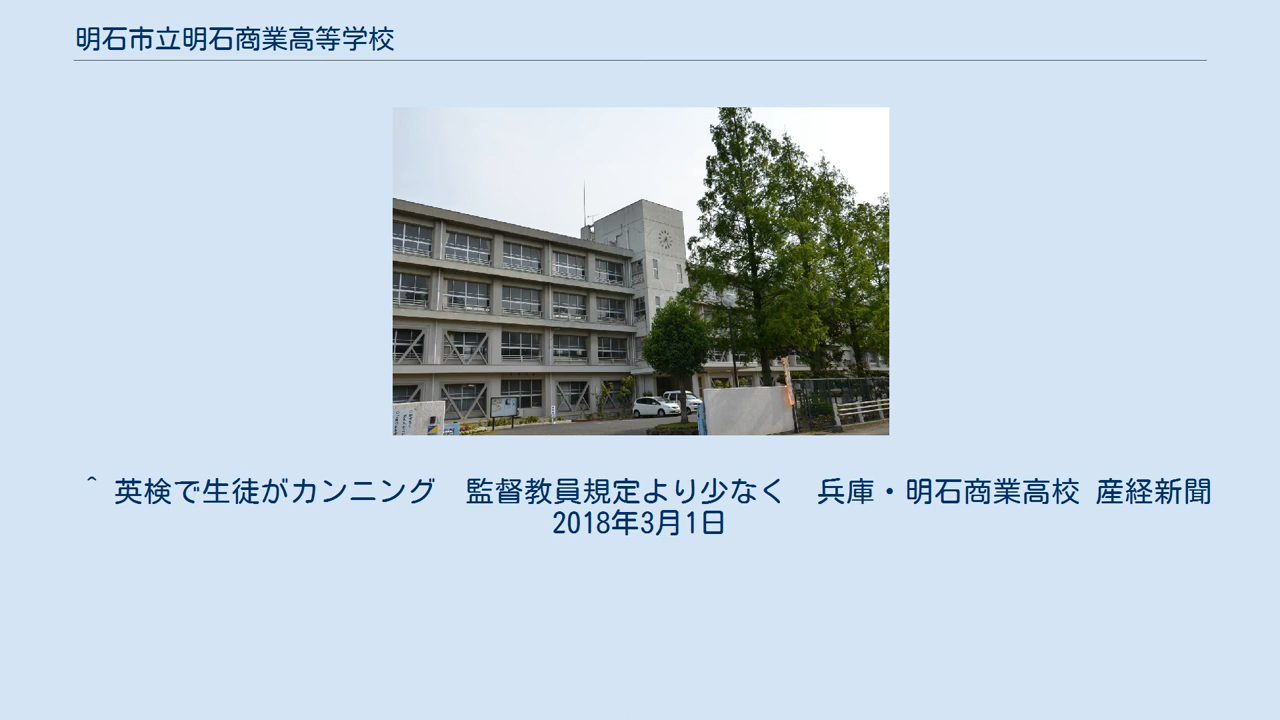 明石市立明石商業高等学校
^ 英検で生徒がカンニング　監督教員規定より少なく　兵庫・明石商業高校 産経新聞
2018年3月1日